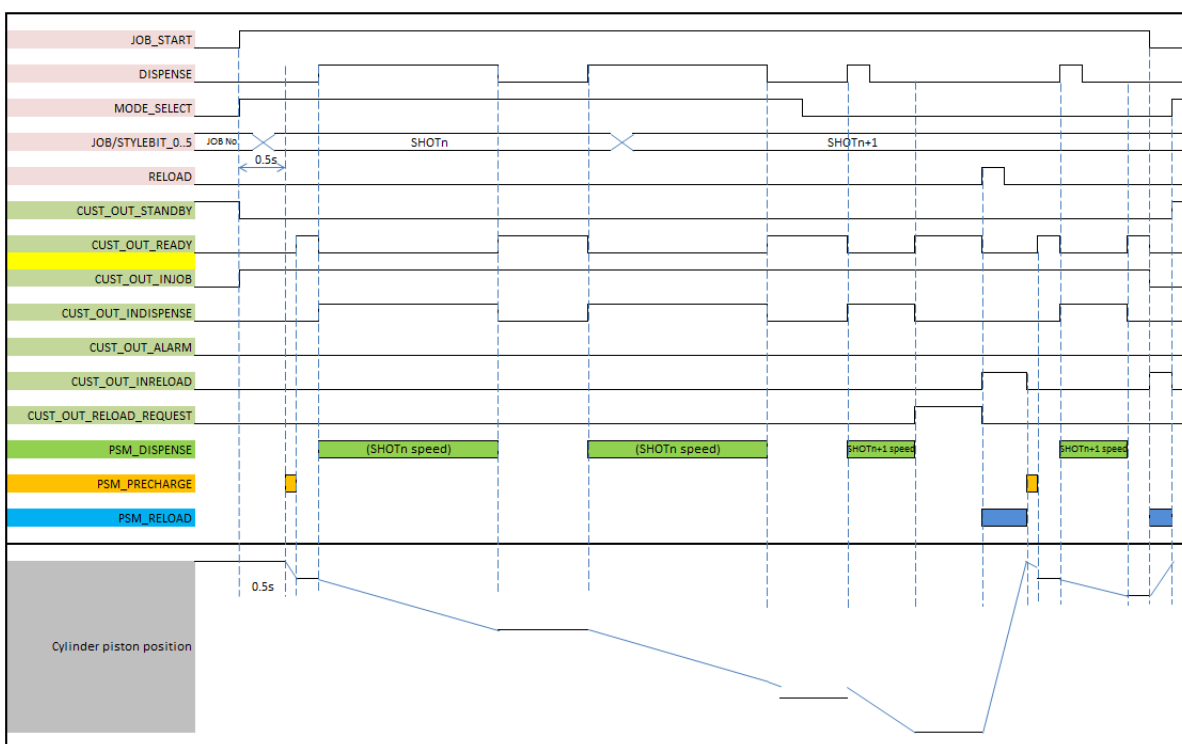 JOB_START
DISPENSE
MODE_SELECT
JOB/STYLEBIT_0..5 JOB No. SHOTn SHOTn+1
0.5s
RELOAD
CUST_OUT_STANDBY
CUST_OUT_READY
CUST_OUT_INJOB
CUST_OUT_INDISPENSE
CUST_OUT_ALARM
CUST_OUT_INRELOAD
CUST_OUT_RELOAD_REQUEST
PSM_DISPENSE (SHOTn speed) (SHOTn speed) SHOTn+1 speed SHOTn+1 speed
PSM_PRECHARGE
PSM_RELOAD
0.5s
Cylinder piston position